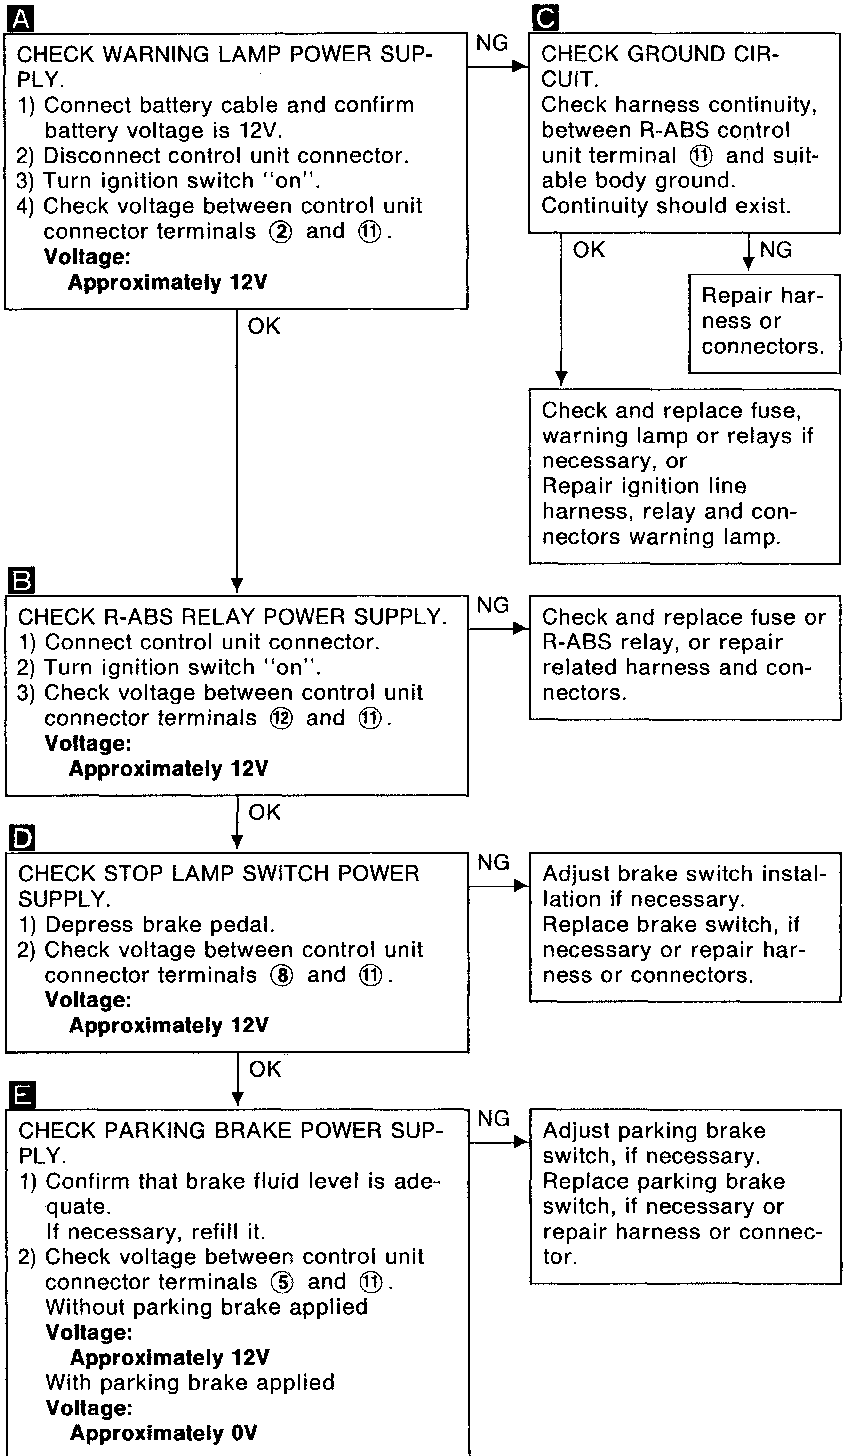 A
CHECK WARNING LAMP POWER SUP-
PLY.
1) Connect battery cable and confirm
battery voltage is 12V.
2) Disconnect control unit connector.
3) Turn ignition switch "on".
4) Check voltage between control unit
connector terminals ② and ⑪.
Voltage:
Approximately 12V
NG
C
CHECK GROUND CIR-
CUIT.
Check harness continuity,
between R-ABS control
unit terminal ⑪ and suit-
able body ground.
Continuity should exist.
OK
NG
Repair har-
ness or
connectors.
Check and replace fuse,
warning lamp or relays if
necessary, or
Repair ignition line
harness, relay and con-
nectors warning lamp.
OK
B
CHECK R-ABS RELAY POWER SUPPLY.
1) Connect control unit connector.
2) Turn ignition switch "on".
3) Check voltage between control unit
connector terminals ⑫ and ⑪.
Voltage:
Approximately 12V
NG
Check and replace fuse or
R-ABS relay, or repair
related harness and con-
nectors.
OK
D
CHECK STOP LAMP SWITCH POWER
SUPPLY.
1) Depress brake pedal.
2) Check voltage between control unit
connector terminals ⑧ and ⑪.
Voltage:
Approximately 12V
NG
Adjust brake switch instal-
lation if necessary.
Replace brake switch, if
necessary or repair har-
ness or connectors.
OK
E
CHECK PARKING BRAKE POWER SUP-
PLY.
1) Confirm that brake fluid level is ade-
quate.
If necessary, refill it.
2) Check voltage between control unit
connector terminals ⑤ and ⑪.
Without parking brake applied
Voltage:
Approximately 12V
With parking brake applied
Voltage:
Approximately 0V
NG
Adjust parking brake
switch, if necessary.
Replace parking brake
switch, if necessary or
repair harness or connec-
tor.